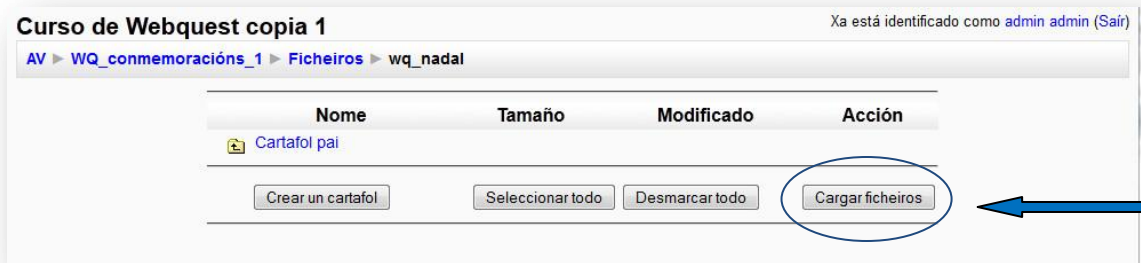 Curso de Webquest copia 1
Xa está identificado como admin admin (Saír)
AV ► WQ_conmemoracións_1 ► Ficheiros ► wq_nadal
Nome Tamaño Modificado Acción
Cartafol pai
Crear un cartafol Seleccionar todo Desmarcar todo Cargar ficheiros